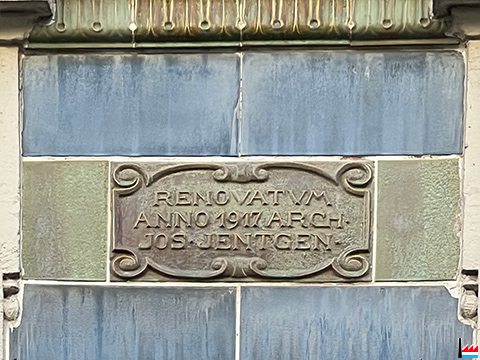 RENOVATVM
ANNO 1917 ARCH·
JOS· JENTGEN·